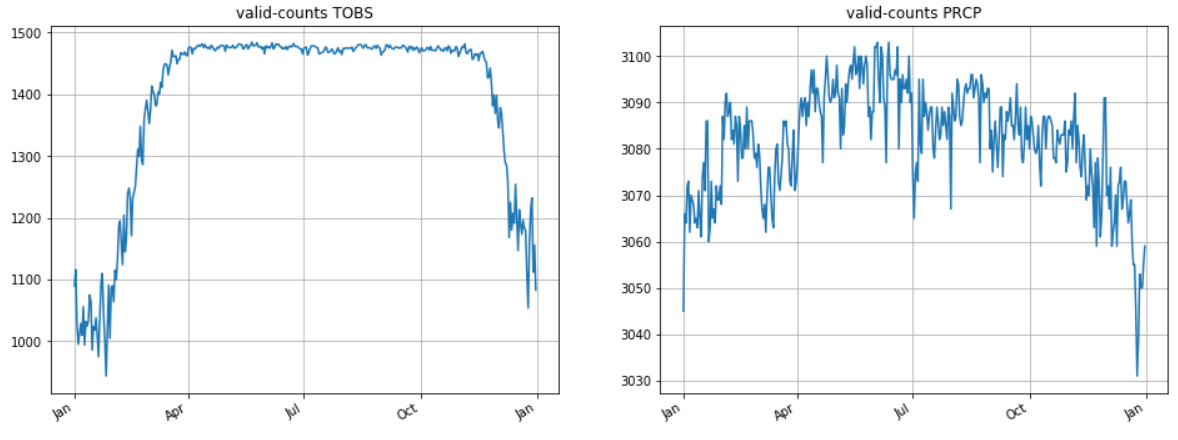 valid-counts TOBS
1500
1400
1300
1200
1100
1000
Jan
Apr
Jul
Oct
Jan
valid-counts PRCP
3100
3090
3080
3070
3060
3050
3040
3030
Jan
Apr
Jul
Oct
Jan